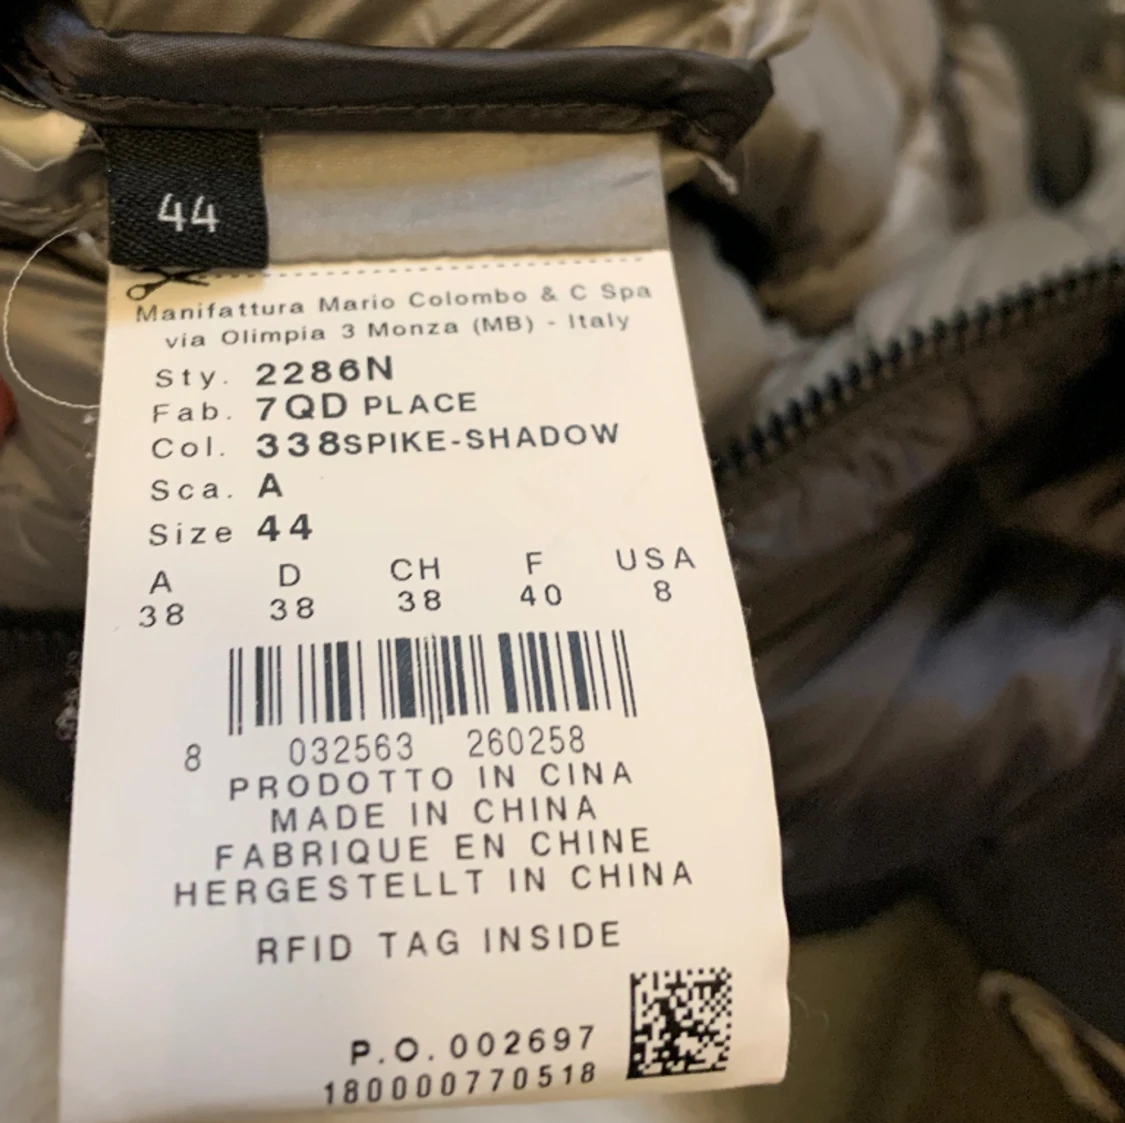 44
Manifattura Mario Colombo & C Spa
via Olimpia 3 Monza (MB) - Italy
Sty. 2286N
Fab. 7QD PLACE
Col. 338SPIKE-SHADOW
Sca. A
Size 44
A D CH F USA
38 38 38 40 8
8 032563 260258
PRODOTTO IN CINA
MADE IN CHINA
FABRIQUE EN CHINE
HERGESTELLT IN CHINA
RFID TAG INSIDE
P.O. 002697
180000770518